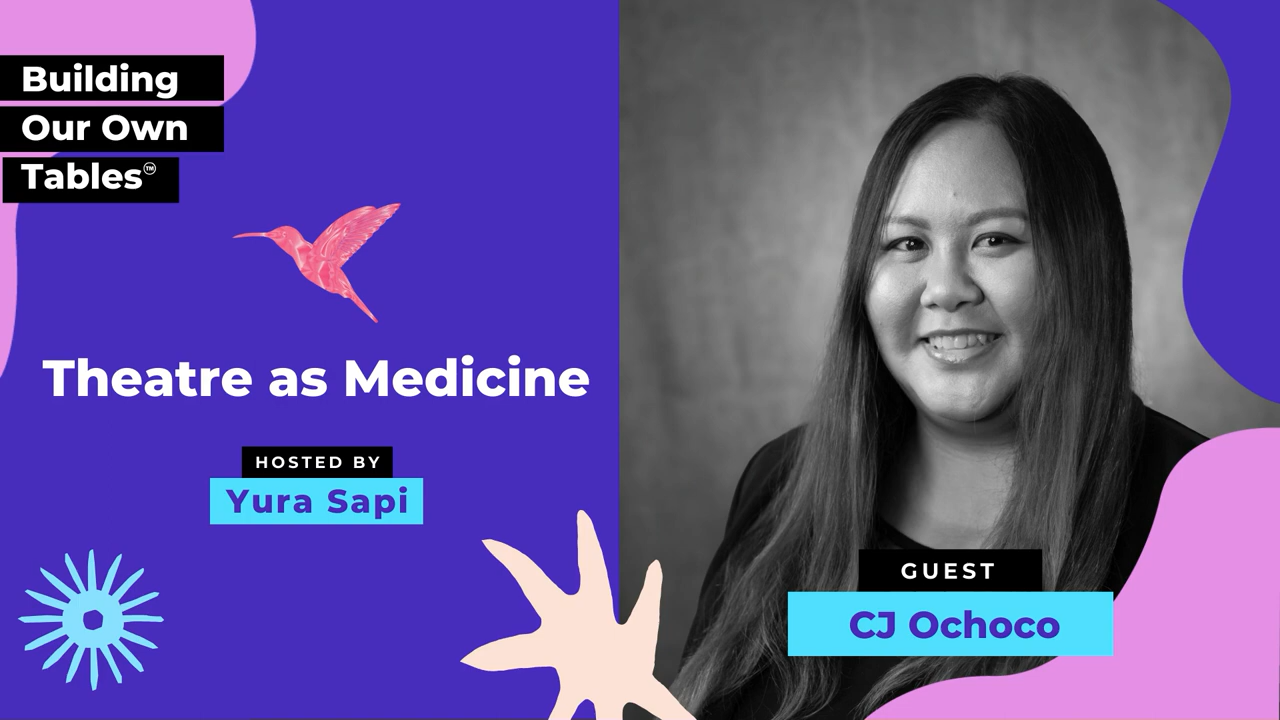 Building
Our Own
Tables™
Theatre as Medicine
HOSTED BY
Yura Sapi
GUEST
CJ Ochoco